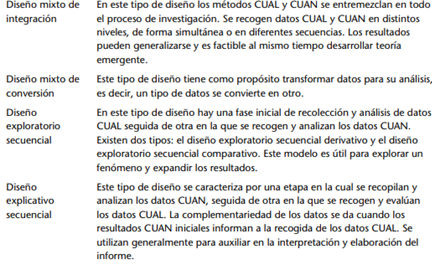 Diseño mixto de integración
En este tipo de diseño los métodos CUAL y CUAN se entremezclan en todo
el proceso de investigación. Se recogen datos CUAL y CUAN en distintos
niveles, de forma simultánea o en diferentes secuencias. Los resultados
pueden generalizarse y es factible al mismo tiempo desarrollar teoría
emergente.
Diseño mixto de
conversión
Este tipo de diseño tiene como propósito transformar datos para su análisis,
es decir, un tipo de datos se convierte en otro.
Diseño
exploratorio
secuencial
En este tipo de diseño hay una fase inicial de recolección y análisis de datos
CUAL seguida de otra en la que se recogen y analizan los datos CUAN.
Existen dos tipos: el diseño exploratorio secuencial derivativo y el diseño
exploratorio secuencial comparativo. Este modelo es útil para explorar un
fenómeno y expandir los resultados.
Diseño
explicativo
secuencial
Este tipo de diseño se caracteriza por una etapa en la cual se recopilan y
analizan los datos CUAN, seguida de otra en la que se recogen y evalúan
los datos CUAL. La complementariedad de los datos se da cuando los
resultados CUAN iniciales informan a la recogida de los datos CUAL. Se
utilizan generalmente para auxiliar en la interpretación y elaboración del
informe.